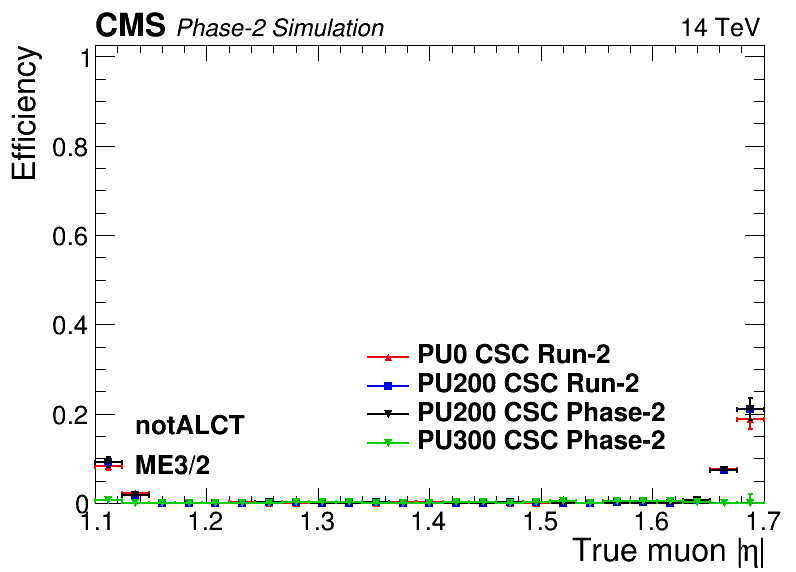 CMS Phase-2 Simulation 14 TeV
Efficiency
1
0.8
0.6
0.4
0.2
0
PU0 CSC Run-2
PU200 CSC Run-2
PU200 CSC Phase-2
PU300 CSC Phase-2
notALCT
ME3/2
1.1 1.2 1.3 1.4 1.5 1.6 1.7
True muon |η|